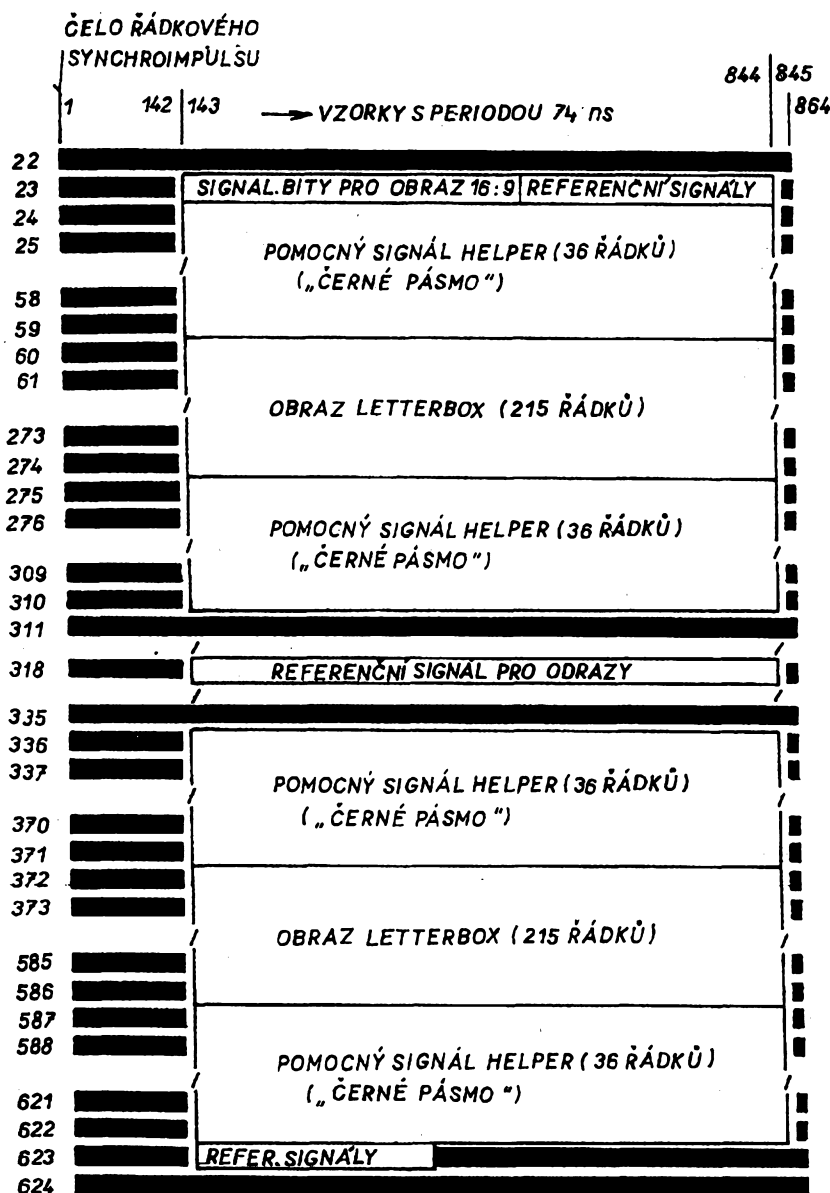 ČELO ŘÁDKOVÉHO
SYNCHROIMPULSU
844 845
1 142 143 → VZORKY S PERIODOU 74 ns 864
22
23 SIGNAL.BITY PRO OBRAZ 16:9 REFERENČNÍ SIGNÁLY
24
25 POMOCNÝ SIGNÁL HELPER (36 ŘÁDKŮ)
(„ČERNÉ PÁSMO“)
58
59
60
61
OBRAZ LETTERBOX (215 ŘÁDKŮ)
273
274
275
276 POMOCNÝ SIGNÁL HELPER (36 ŘÁDKŮ)
(„ČERNÉ PÁSMO“)
309
310
311
318 REFERENČNÍ SIGNÁL PRO ODRAZY
335
336
337
POMOCNÝ SIGNÁL HELPER (36 ŘÁDKŮ)
370 („ČERNÉ PÁSMO“)
371
372
373
OBRAZ LETTERBOX (215 ŘÁDKŮ)
585
586
587
588
POMOCNÝ SIGNÁL HELPER (36 ŘÁDKŮ)
(„ČERNÉ PÁSMO“)
621
622
623 REFER. SIGNÁLY
624